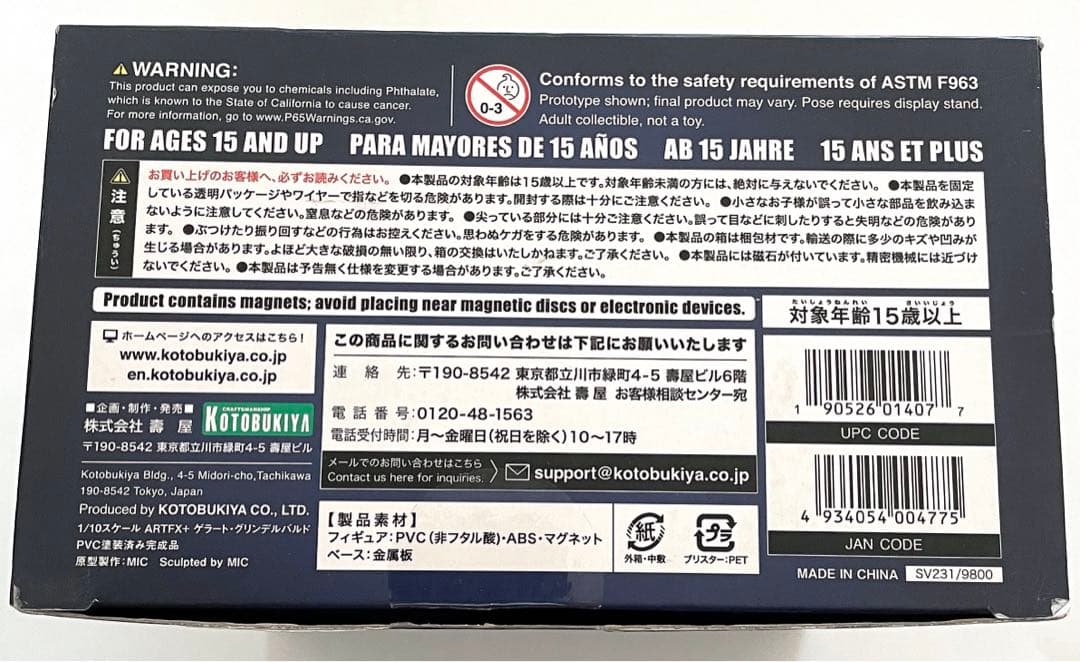 WARNING:
This product can expose you to chemicals including Phthalate,
which is known to the State of California to cause cancer.
For more information, go to www.P65Warnings.ca.gov.
0-3
Conforms to the safety requirements of ASTM F963
Prototype shown; final product may vary. Pose requires display stand.
Adult collectible, not a toy.
FOR AGES 15 AND UP PARA MAYORES DE 15 AÑOS AB 15 JAHRE 15 ANS ET PLUS
注意(ちゅうい)
お買い上げのお客様へ、必ずお読みください。 ●本製品の対象年齢は15歳以上です。対象年齢未満の方には、絶対に与えないでください。 ●本製品を固定
している透明パッケージやワイヤーで指などを切る危険があります。開封する際は十分にご注意ください。 ●小さなお子様が誤って小さな部品を飲み込ま
ないように注意してください。窒息などの危険があります。 ●尖っている部分には十分ご注意ください。誤って目などに刺したりすると失明などの危険があり
ます。 ●ぶつけたり振り回すなどの行為はお控えください。思わぬケガをする危険があります。 ●本製品の箱は梱包材です。輸送の際に多少のキズや凹みが
生じる場合があります。よほど大きな破損の無い限り、箱の交換はいたしかねます。ご了承ください。 ●本製品には磁石が付いています。精密機械には近づけ
ないでください。 ●本製品は予告無く仕様を変更する場合があります。ご了承ください。
Product contains magnets; avoid placing near magnetic discs or electronic devices.
たいしょうねんれい さいいじょう
対象年齢15歳以上
ホームページへのアクセスはこちら!
www.kotobukiya.co.jp
en.kotobukiya.co.jp
■企画・制作・発売■
株式会社 壽 屋
CRAFTSMANSHIP
KOTOBUKIYA
〒190-8542 東京都立川市緑町4-5 壽屋ビル
Kotobukiya Bldg., 4-5 Midori-cho,Tachikawa
190-8542 Tokyo, Japan
Produced by KOTOBUKIYA CO., LTD.
1/10スケール ARTFX+ ゲラート・グリンデルバルド
PVC塗装済み完成品
原型製作:MIC Sculpted by MIC
この商品に関するお問い合わせは下記にお願いいたします
連絡先:〒190-8542 東京都立川市緑町4-5 壽屋ビル6階
株式会社 壽屋 お客様相談センター宛
電話番号:0120-48-1563
電話受付時間:月〜金曜日(祝日を除く)10〜17時
メールでのお問い合わせはこちら
Contact us here for inquiries.
support@kotobukiya.co.jp
【製品素材】
フィギュア:PVC(非フタル酸)・ABS・マグネット
ベース:金属板
紙
外箱・中敷
プラ
ブリスター:PET
1 90526 01407 7
UPC CODE
4 934054 004775
JAN CODE
MADE IN CHINA SV231/9800